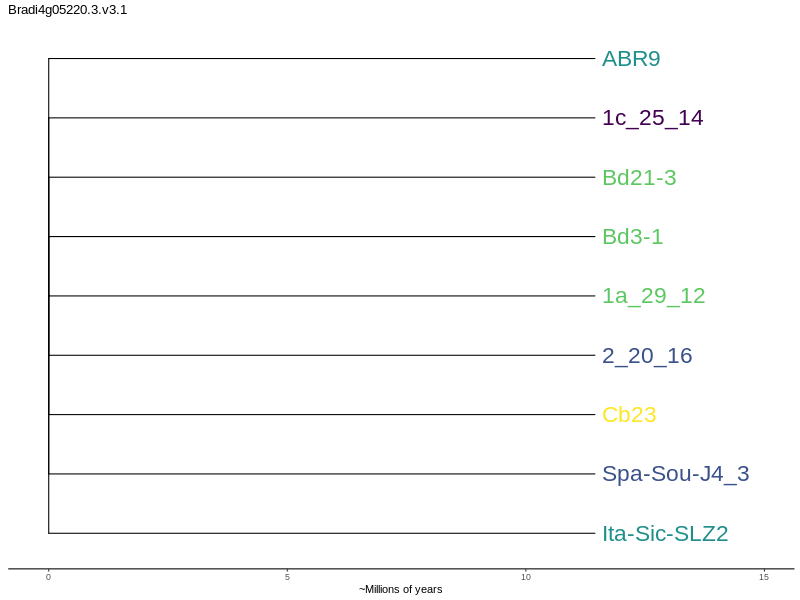 Bradi4g05220.3.v3.1
ABR9
1c_25_14
Bd21-3
Bd3-1
1a_29_12
2_20_16
Cb23
Spa-Sou-J4_3
Ita-Sic-SLZ2
0 5 10 15
~Millions of years